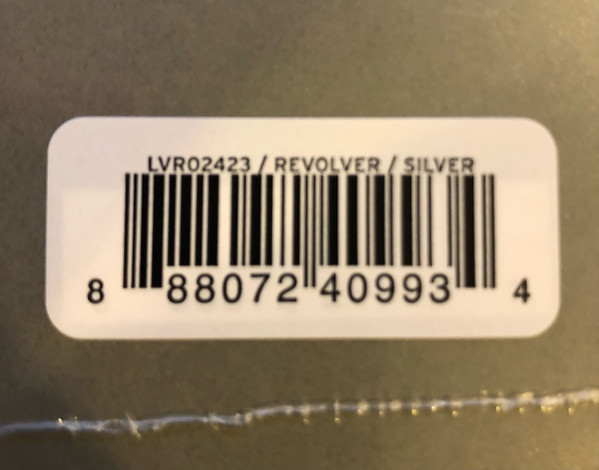 LVR02423 / REVOLVER / SILVER
8 88072 40993 4